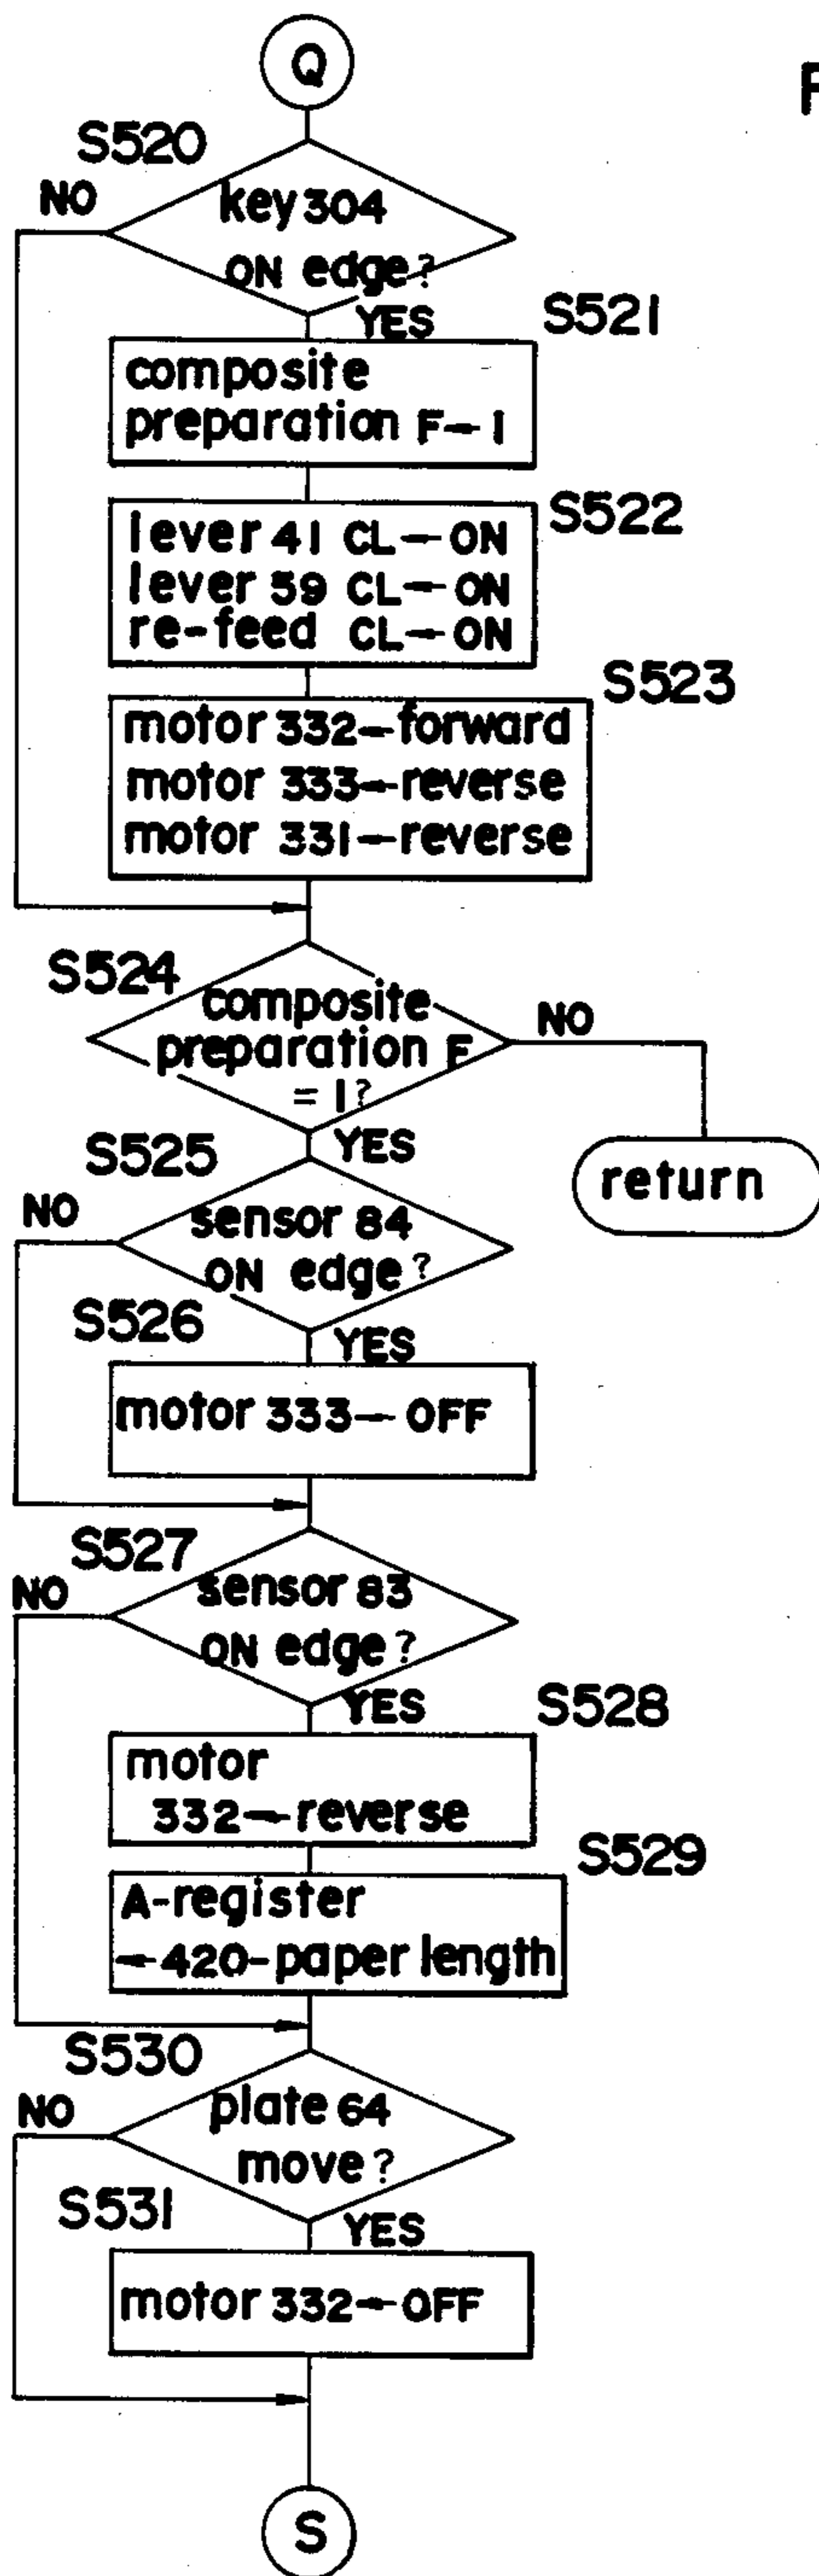 Q
F
S520
NO
key 304
ON edge?
YES
S521
composite
preparation F←1
S522
lever 41 CL←ON
lever 59 CL←ON
re-feed CL←ON
S523
motor 332←forward
motor 333←reverse
motor 331←reverse
S524
composite
preparation F
=1?
NO
YES
return
S525
NO
sensor 84
ON edge?
S526
YES
motor 333←OFF
S527
NO
sensor 83
ON edge?
YES
S528
motor
332←reverse
S529
A-register
←420-paper length
S530
NO
plate 64
move?
S531
YES
motor 332←OFF
S